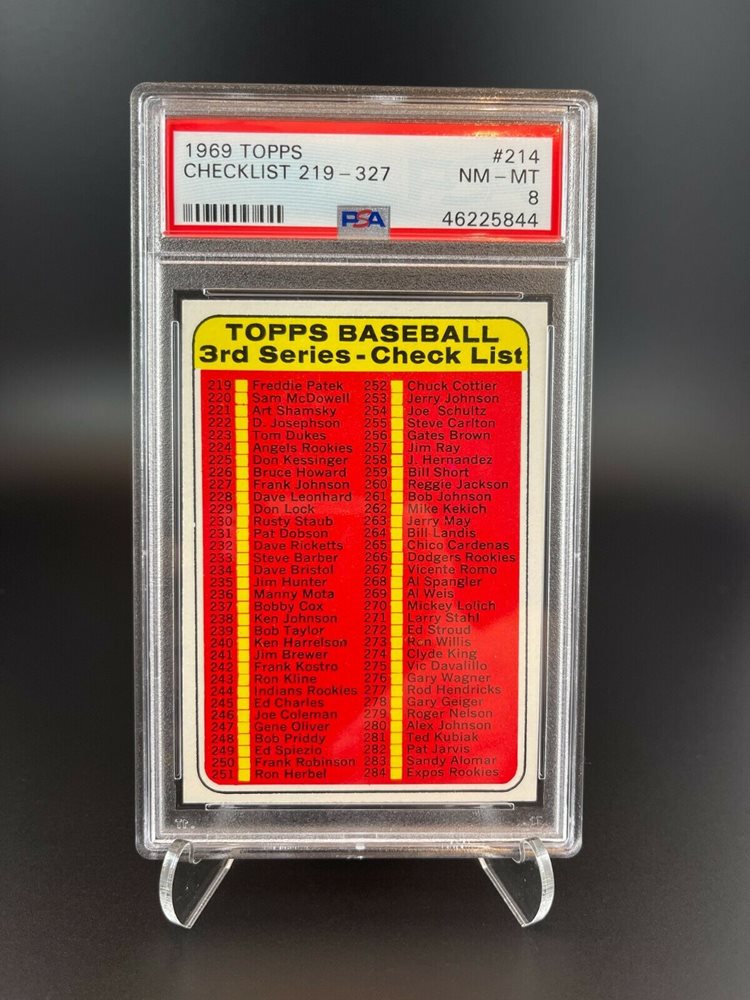 1969 TOPPS #214
CHECKLIST 219-327 NM-MT
8
PSA 46225844
TOPPS BASEBALL
3rd Series - Check List
219 Freddie Patek
220 Sam McDowell
221 Art Shamsky
222 D. Josephson
223 Tom Dukes
224 Angels Rookies
225 Don Kessinger
226 Bruce Howard
227 Frank Johnson
228 Dave Leonhard
229 Don Lock
230 Rusty Staub
231 Pat Dobson
232 Dave Ricketts
233 Steve Barber
234 Dave Bristol
235 Jim Hunter
236 Manny Mota
237 Bobby Cox
238 Ken Johnson
239 Bob Taylor
240 Ken Harrelson
241 Jim Brewer
242 Frank Kostro
243 Ron Kline
244 Indians Rookies
245 Ed Charles
246 Joe Coleman
247 Gene Oliver
248 Bob Priddy
249 Ed Spiezio
250 Frank Robinson
251 Ron Herbel
252 Chuck Cottier
253 Jerry Johnson
254 Joe Schultz
255 Steve Carlton
256 Gates Brown
257 Jim Ray
258 J. Hernandez
259 Bill Short
260 Reggie Jackson
261 Bob Johnson
262 Mike Kekich
263 Jerry May
264 Bill Landis
265 Chico Cardenas
266 Dodgers Rookies
267 Vicente Romo
268 Al Spangler
269 Al Weis
270 Mickey Lolich
271 Larry Stahl
272 Ed Stroud
273 Ron Willis
274 Clyde King
275 Vic Davalillo
276 Gary Wagner
277 Rod Hendricks
278 Gary Geiger
279 Roger Nelson
280 Alex Johnson
281 Ted Kubiak
282 Pat Jarvis
283 Sandy Alomar
284 Expos Rookies